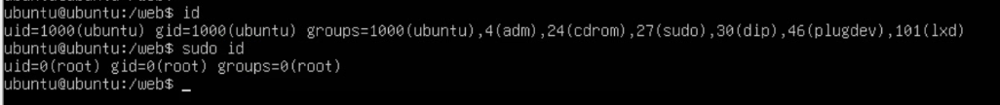 ubuntu@ubuntu:/web$ id
uid=1000(ubuntu) gid=1000(ubuntu) groups=1000(ubuntu),4(adm),24(cdrom),27(sudo),30(dip),46(plugdev),101(lxd)
ubuntu@ubuntu:/web$ sudo id
uid=0(root) gid=0(root) groups=0(root)
ubuntu@ubuntu:/web$ _